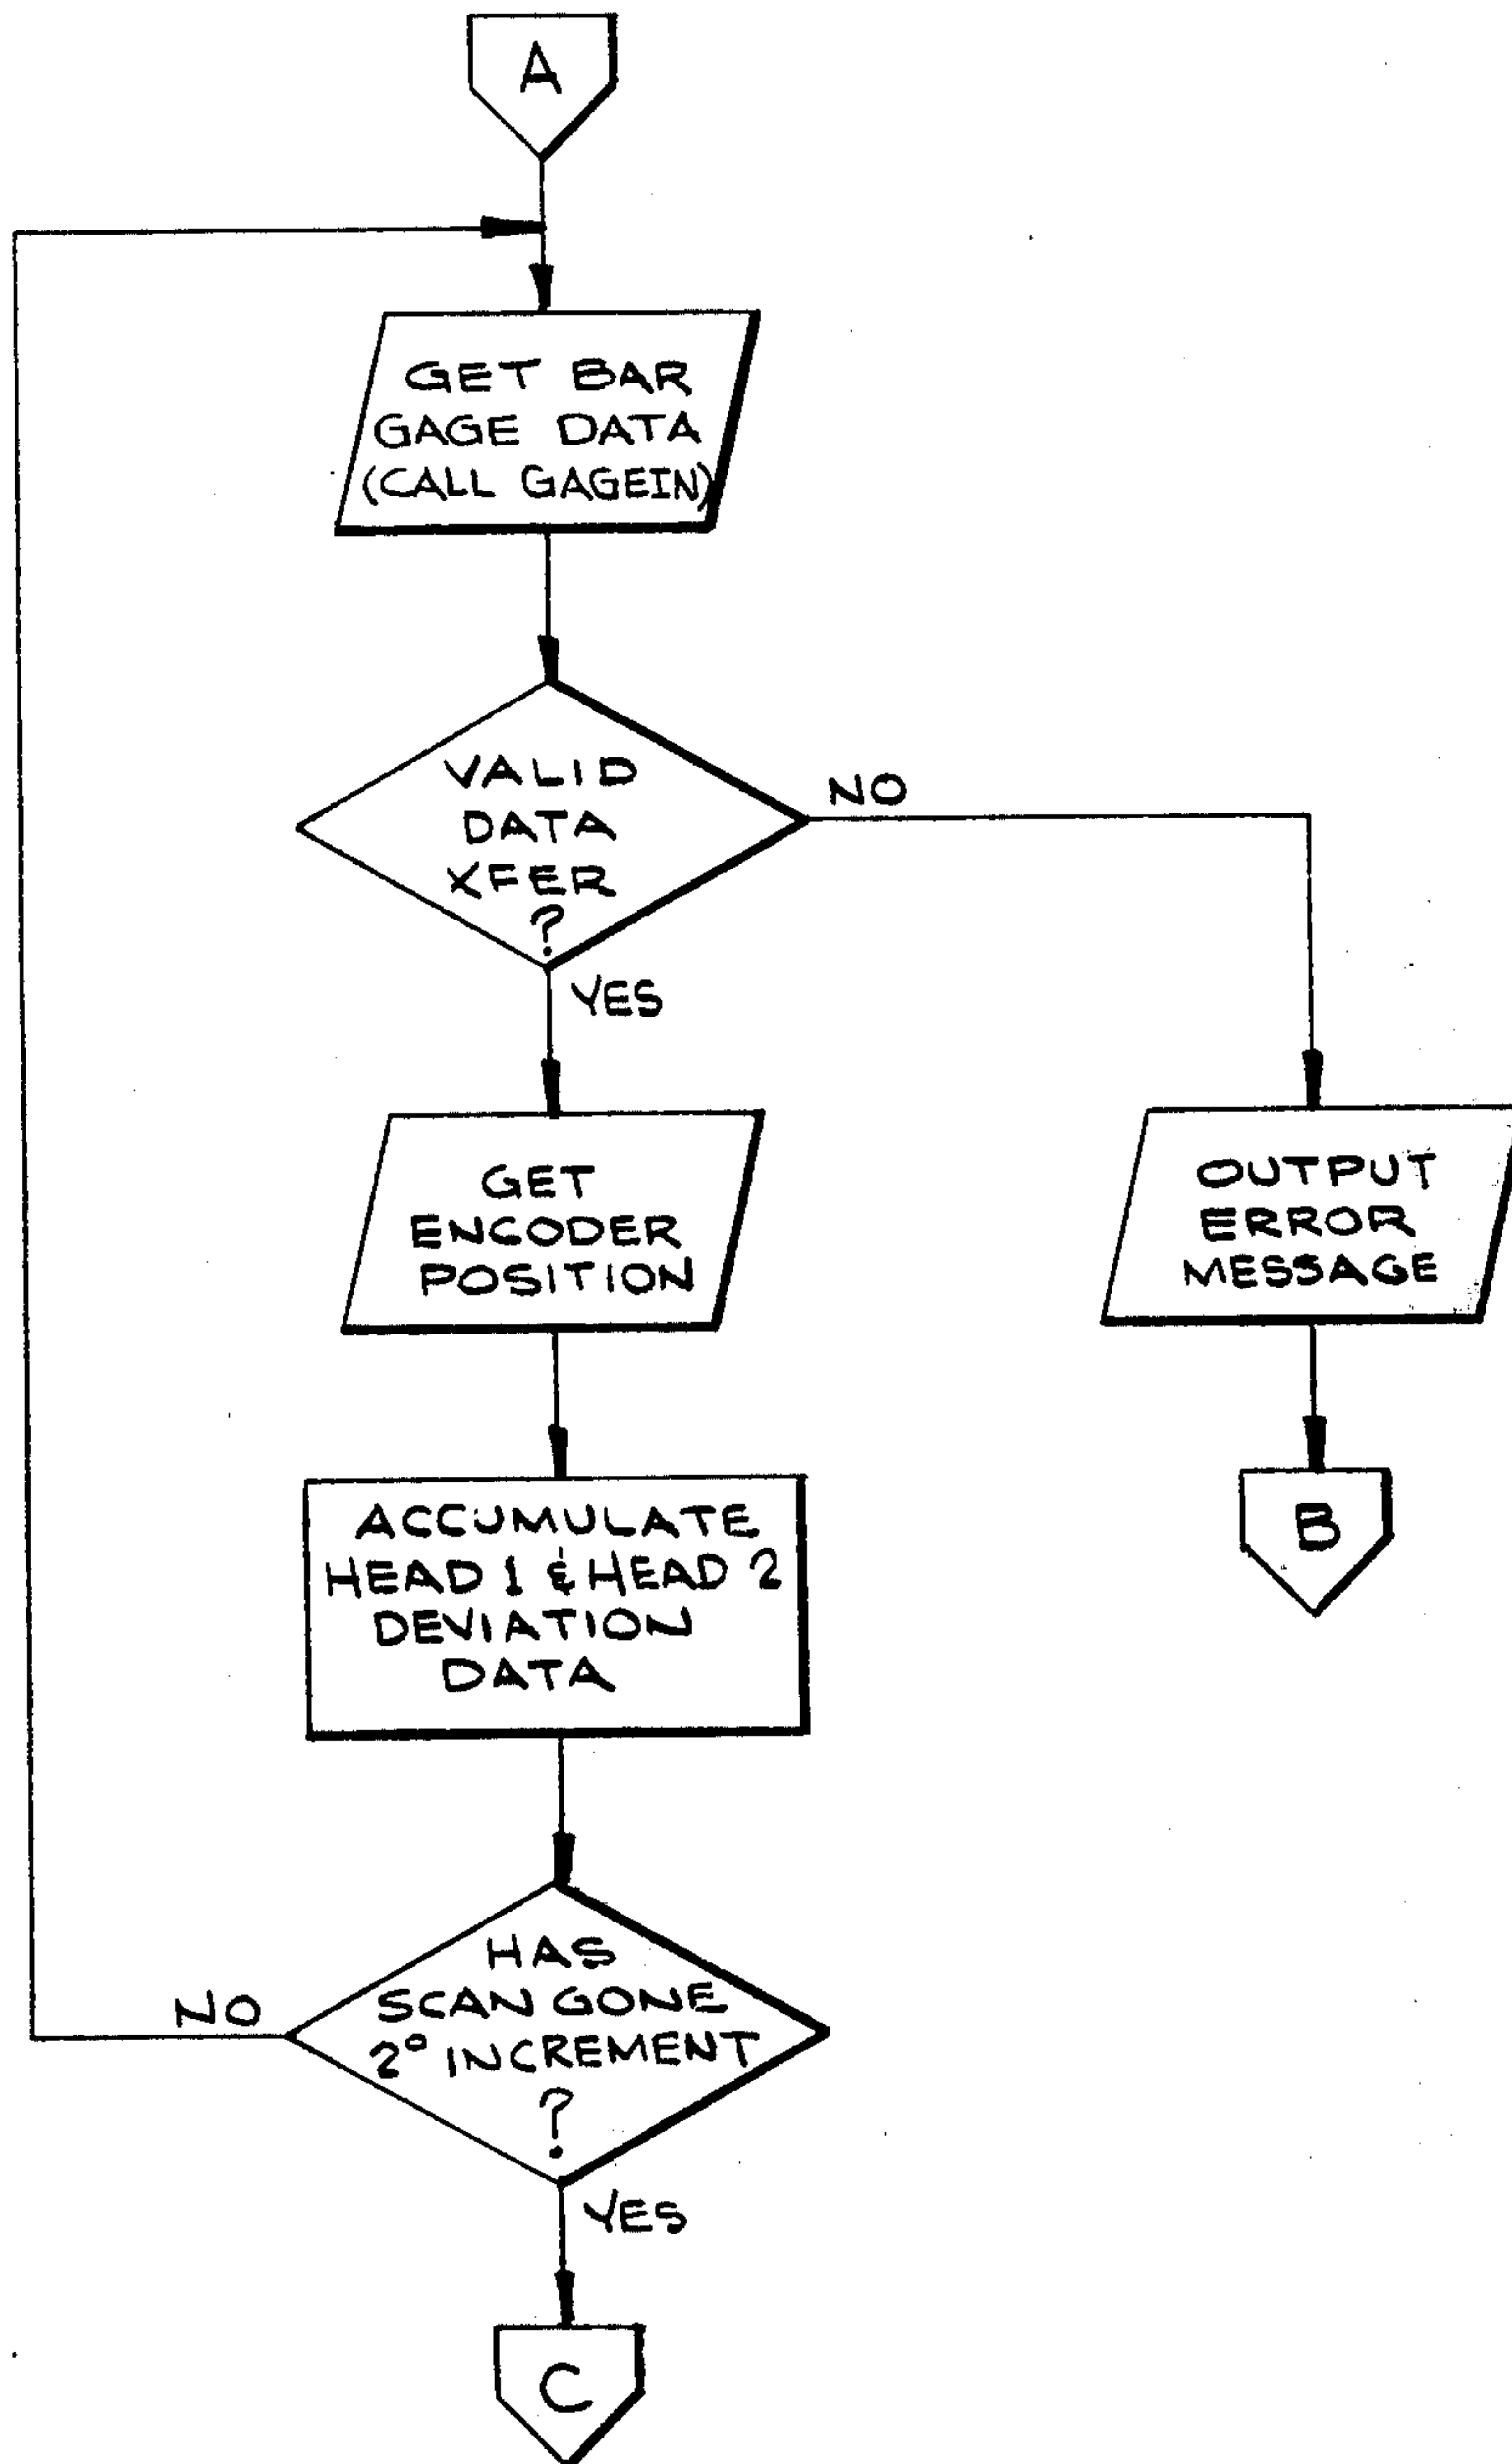 A
GET BAR
GAGE DATA
(CALL GAGEIN)
VALID
DATA
XFER
?
NO
YES
GET
ENCODER
POSITION
OUTPUT
ERROR
MESSAGE
B
ACCUMULATE
HEAD 1 & HEAD 2
DEVIATION
DATA
HAS
SCAN GONE
2° INCREMENT
?
NO
YES
C